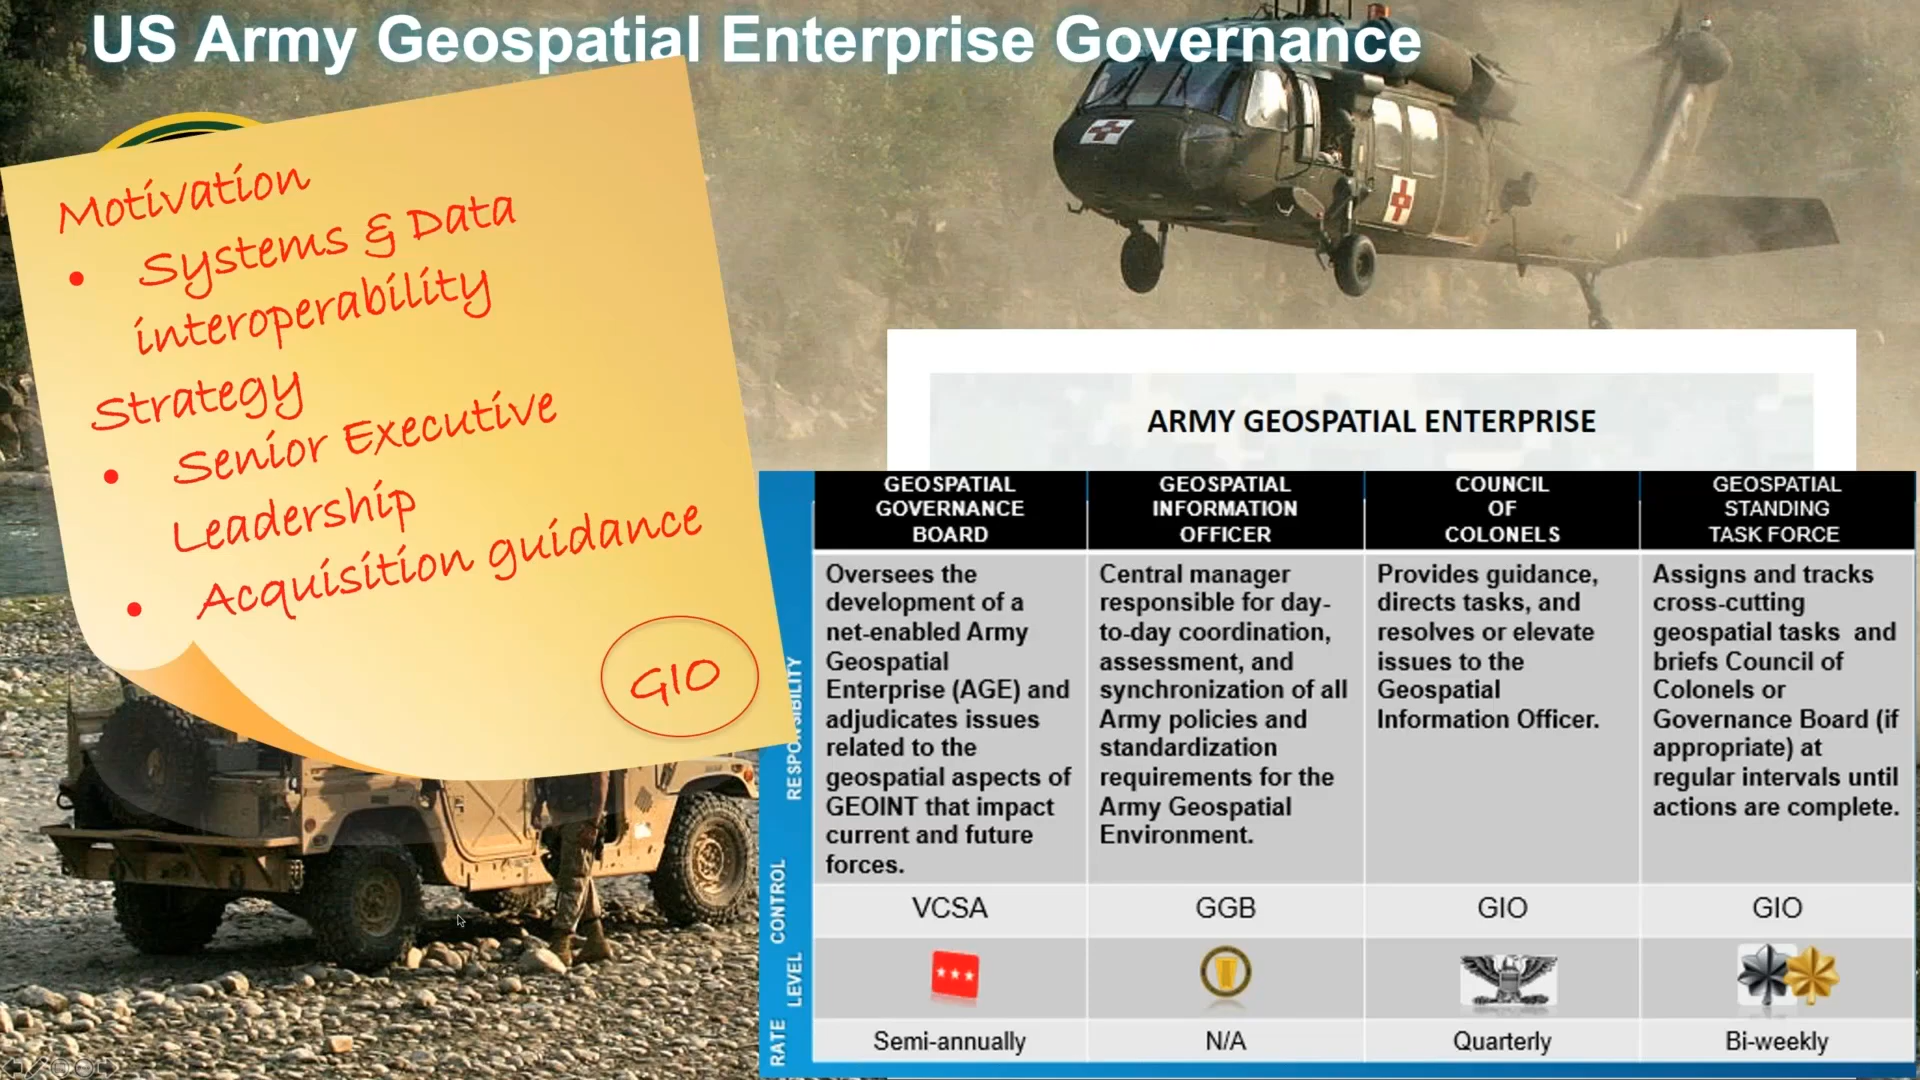 US Army Geospatial Enterprise Governance
Motivation
• Systems & Data
interoperability
Strategy
• Senior Executive
Leadership
• Acquisition guidance
GIO
ARMY GEOSPATIAL ENTERPRISE
GEOSPATIAL
GOVERNANCE
BOARD
GEOSPATIAL
INFORMATION
OFFICER
COUNCIL
OF
COLONELS
GEOSPATIAL
STANDING
TASK FORCE
RESPONSIBILITY
Oversees the
development of a
net-enabled Army
Geospatial
Enterprise (AGE) and
adjudicates issues
related to the
geospatial aspects of
GEOINT that impact
current and future
forces.
Central manager
responsible for day-
to-day coordination,
assessment, and
synchronization of all
Army policies and
standardization
requirements for the
Army Geospatial
Environment.
Provides guidance,
directs tasks, and
resolves or elevate
issues to the
Geospatial
Information Officer.
Assigns and tracks
cross-cutting
geospatial tasks and
briefs Council of
Colonels or
Governance Board (if
appropriate) at
regular intervals until
actions are complete.
CONTROL
VCSA
GGB
GIO
GIO
LEVEL
RATE
Semi-annually
N/A
Quarterly
Bi-weekly